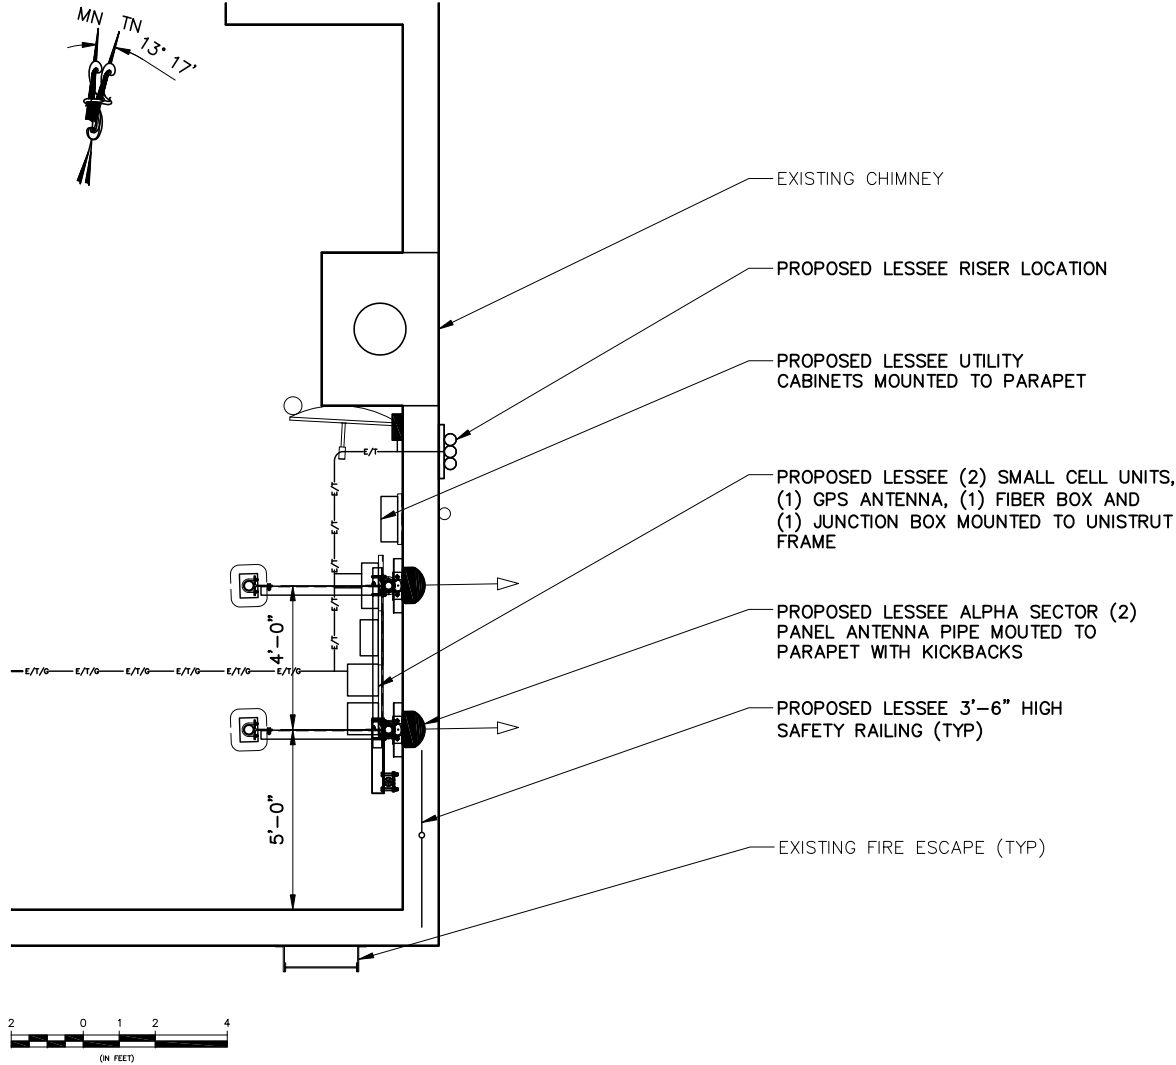 MN TN
13° 17'
EXISTING CHIMNEY
PROPOSED LESSEE RISER LOCATION
PROPOSED LESSEE UTILITY
CABINETS MOUNTED TO PARAPET
E/T
PROPOSED LESSEE (2) SMALL CELL UNITS,
(1) GPS ANTENNA, (1) FIBER BOX AND
(1) JUNCTION BOX MOUNTED TO UNISTRUT
FRAME
E/T
E/T
E/T
E/T
E/T
4'-0"
PROPOSED LESSEE ALPHA SECTOR (2)
PANEL ANTENNA PIPE MOUTED TO
PARAPET WITH KICKBACKS
E/T/G E/T/G E/T/G E/T/G E/T/G E/T/G
PROPOSED LESSEE 3'-6" HIGH
SAFETY RAILING (TYP)
5'-0"
EXISTING FIRE ESCAPE (TYP)
2 0 1 2 4
(IN FEET)